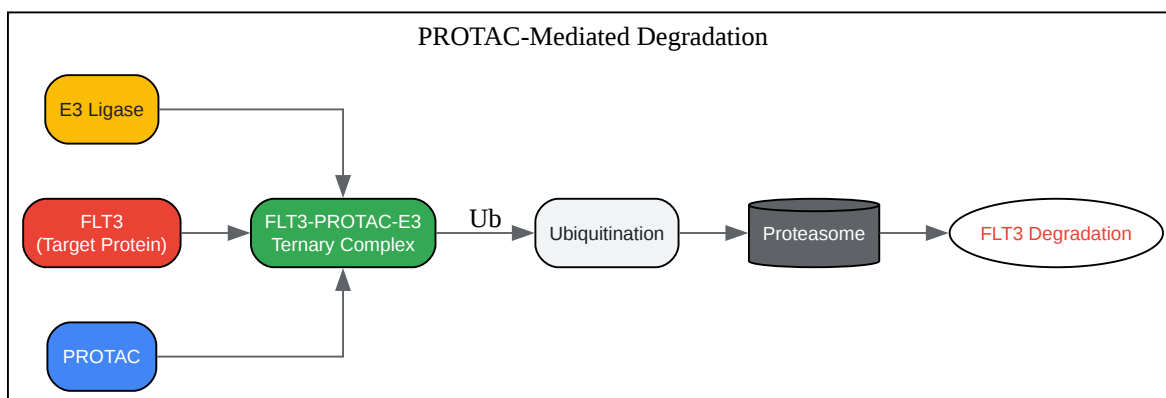 PROTAC-Mediated Degradation
E3 Ligase
FLT3
(Target Protein)
FLT3-PROTAC-E3
Ternary Complex
Ub
Ubiquitination
Proteasome
FLT3 Degradation
PROTAC